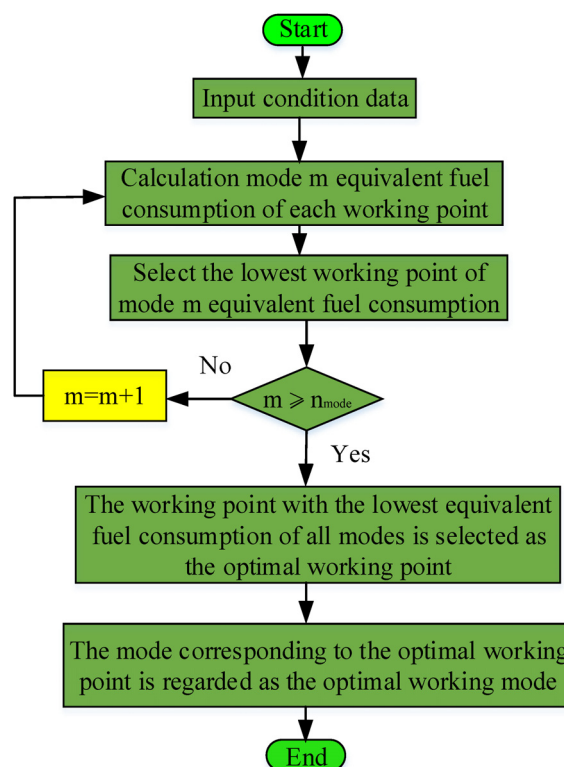 Start
Input condition data
Calculation mode m equivalent fuel
consumption of each working point
Select the lowest working point of
mode m equivalent fuel consumption
No
m=m+1
m ⩾ nmode
Yes
The working point with the lowest equivalent
fuel consumption of all modes is selected as
the optimal working point
The mode corresponding to the optimal working
point is regarded as the optimal working mode
End